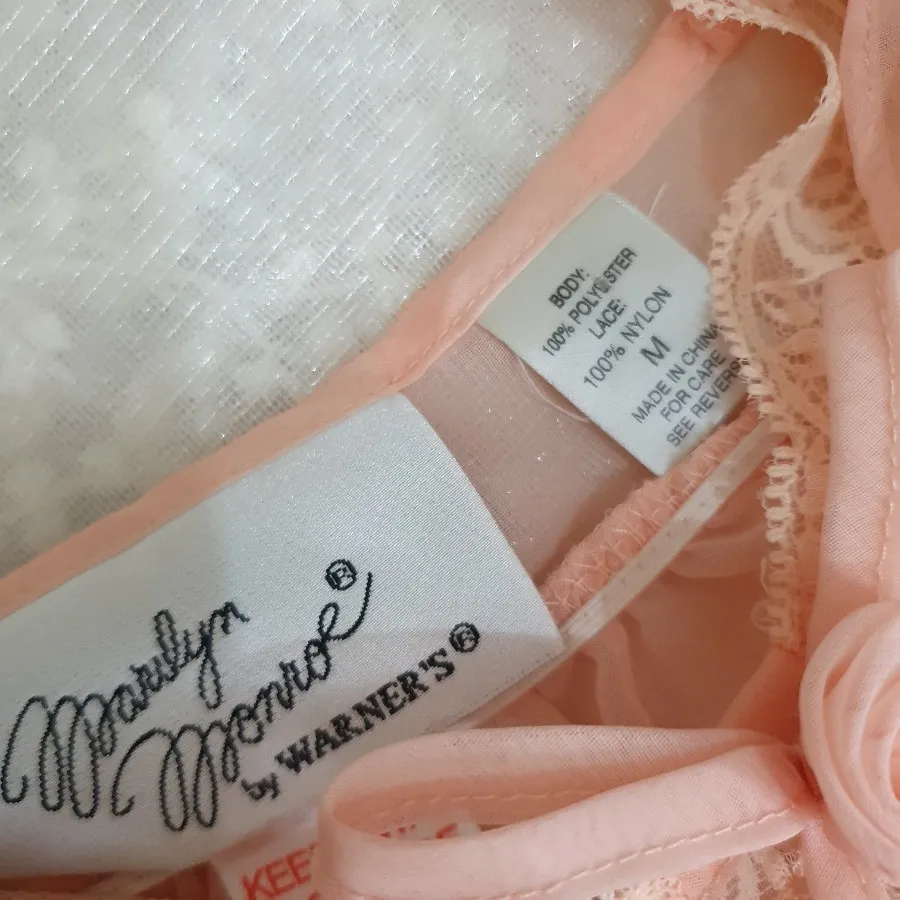 BODY:
100% POLYESTER
LACE:
100% NYLON
M
MADE IN CHINA
FOR CARE
SEE REVERSE
Marilyn
Monroe®
by WARNER'S®